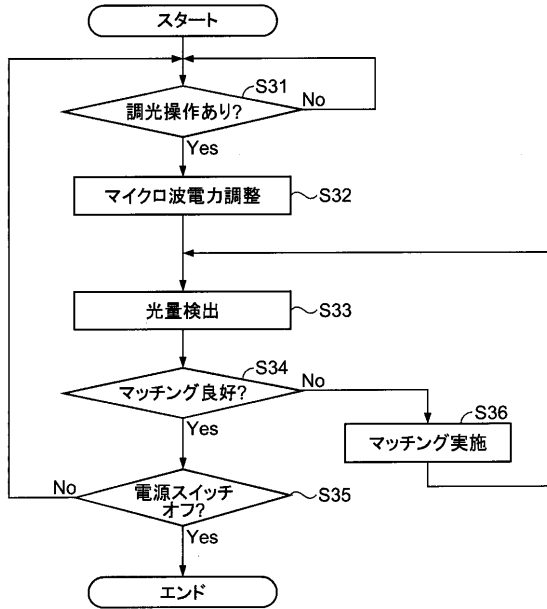 スタート
S31
調光操作あり?
No
Yes
マイクロ波電力調整
S32
光量検出
S33
S34
マッチング良好?
No
Yes
S36
マッチング実施
No
電源スイッチ
オフ?
S35
Yes
エンド